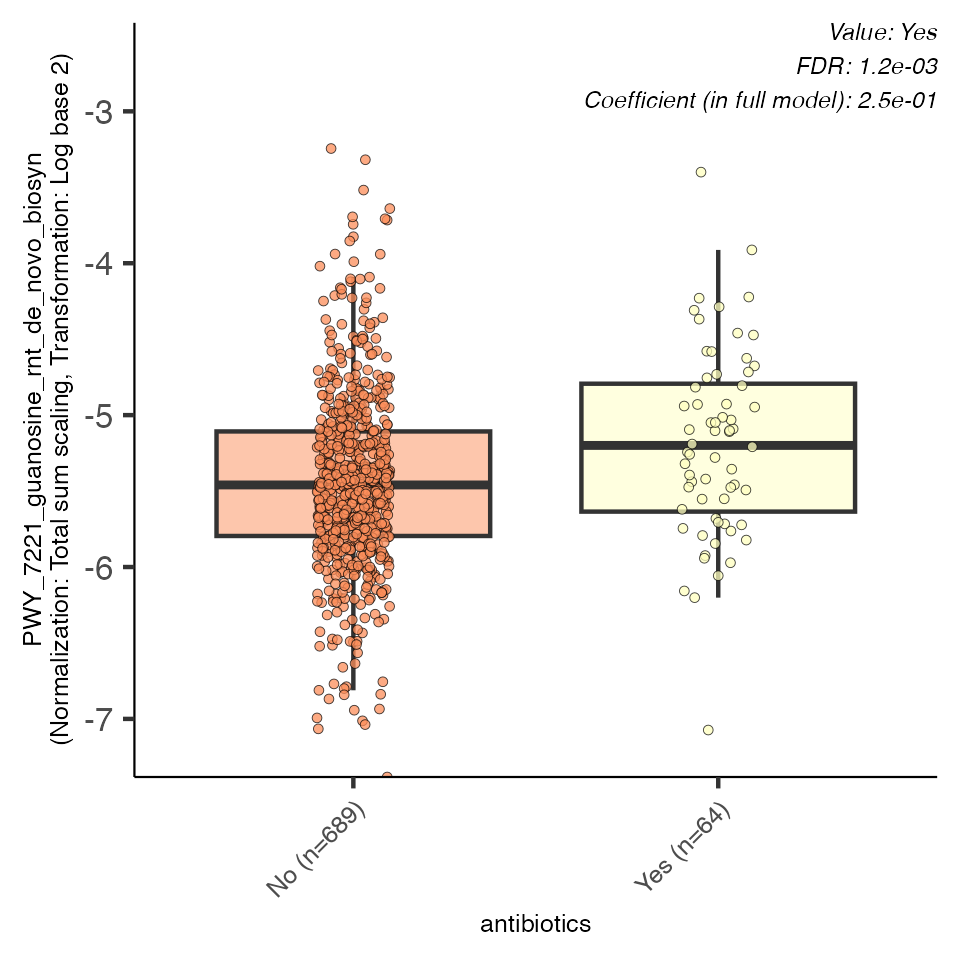 Value: Yes
FDR: 1.2e-03
Coefficient (in full model): 2.5e-01
PWY_7221_guanosine_rnt_de_novo_biosyn
(Normalization: Total sum scaling, Transformation: Log base 2)
-3
-4
-5
-6
-7
No (n=689)
Yes (n=64)
antibiotics